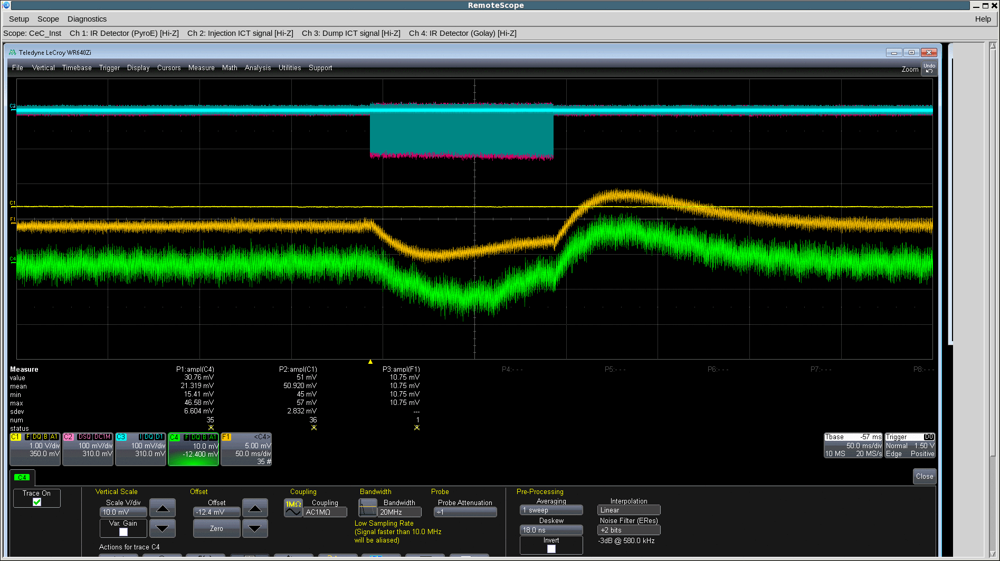 RemoteScope
Setup Scope Diagnostics Help
Scope: CeC_Inst Ch 1: IR Detector (PyroE) [Hi-Z] Ch 2: Injection ICT signal [Hi-Z] Ch 3: Dump ICT signal [Hi-Z] Ch 4: IR Detector (Golay) [Hi-Z]
Teledyne LeCroy WR640Zi
File Vertical Timebase Trigger Display Cursors Measure Math Analysis Utilities Support Zoom Undo
C1
F1
C4
Measure P1:ampl(C4) P2:ampl(C1) P3:ampl(F1) P4:- - - P5:- - - P6:- - - P7:- - - P8:- - -
value 30.76 mV 51 mV 10.75 mV
mean 21.319 mV 50.920 mV 10.75 mV
min 15.41 mV 45 mV 10.75 mV
max 46.58 mV 57 mV 10.75 mV
sdev 6.604 mV 2.832 mV ---
num 35 36 1
status
C1 F DQ B A1 C2 DSQ DC1M C3 I DQ D1 C4 F DQ B A1 F1 <C4> Tbase -57 ms Trigger D0
1.00 V/div 100 mV/div 100 mV/div 10.0 mV 5.00 mV 50.0 ms/div Normal 1.50 V
350.0 mV 310.0 mV 310.0 mV -12.400 mV 50.0 ms/div 10 MS 20 MS/s Edge Positive
35 #
C4 Close
Trace On Vertical Scale Offset Coupling Bandwidth Probe Pre-Processing
Scale V/div Offset 1MΩ Coupling Bandwidth Probe Attenuation Averaging Interpolation
10.0 mV -12.4 mV AC1MΩ 20MHz ÷1 1 sweep Linear
Var. Gain Zero Low Sampling Rate Deskew Noise Filter (ERes)
(Signal faster than 10.0 MHz 18.0 ns +2 bits
will be aliased) Invert -3dB @ 580.0 kHz
Actions for trace C4